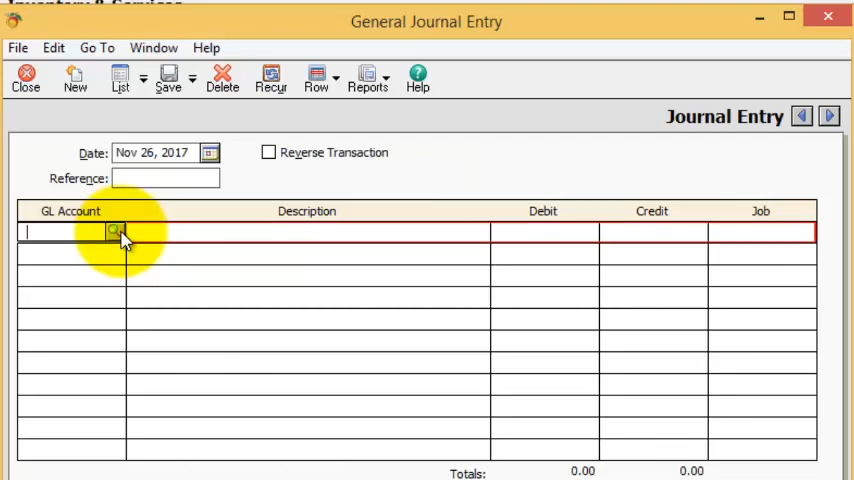 Inventory & Services
General Journal Entry
File Edit Go To Window Help
Close New List Save Delete Recur Row Reports Help
Journal Entry
Date: Nov 26, 2017 Reverse Transaction
Reference:
GL Account Description Debit Credit Job
Totals: 0.00 0.00